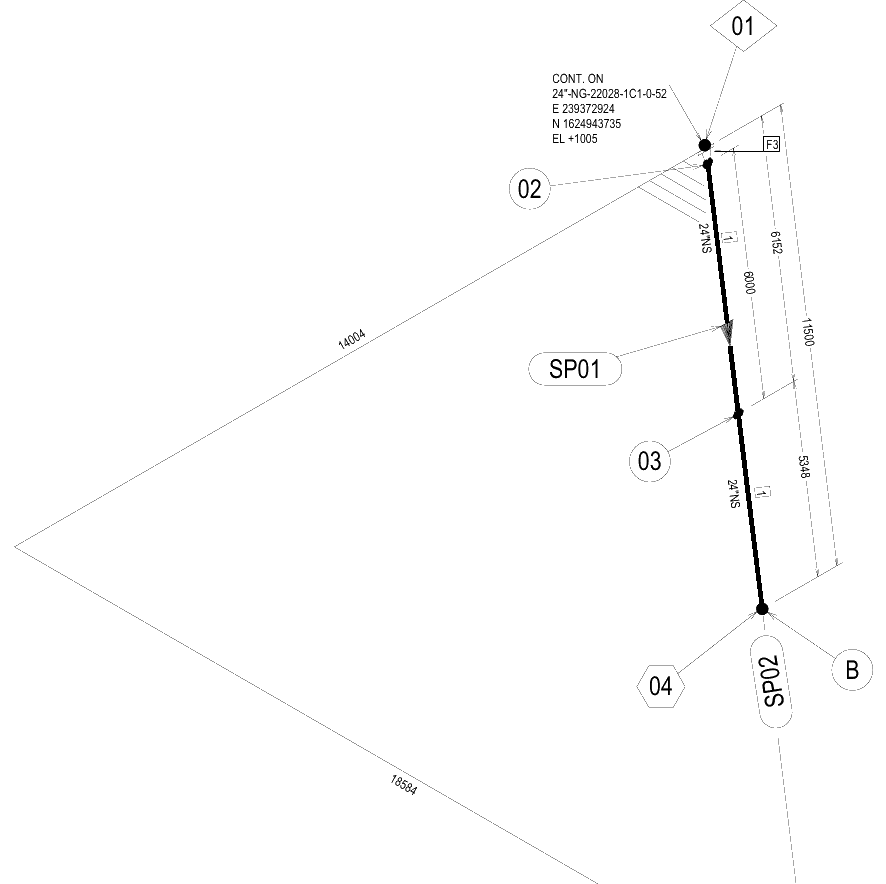 01
CONT. ON
24"-NG-22028-1C1-0-52
E 239372924
N 1624943735
EL +1005
F3
02
24"NS
1
6152
6000
14004
11500
SP01
03
5348
24"NS
1
04
B
SP02
18584